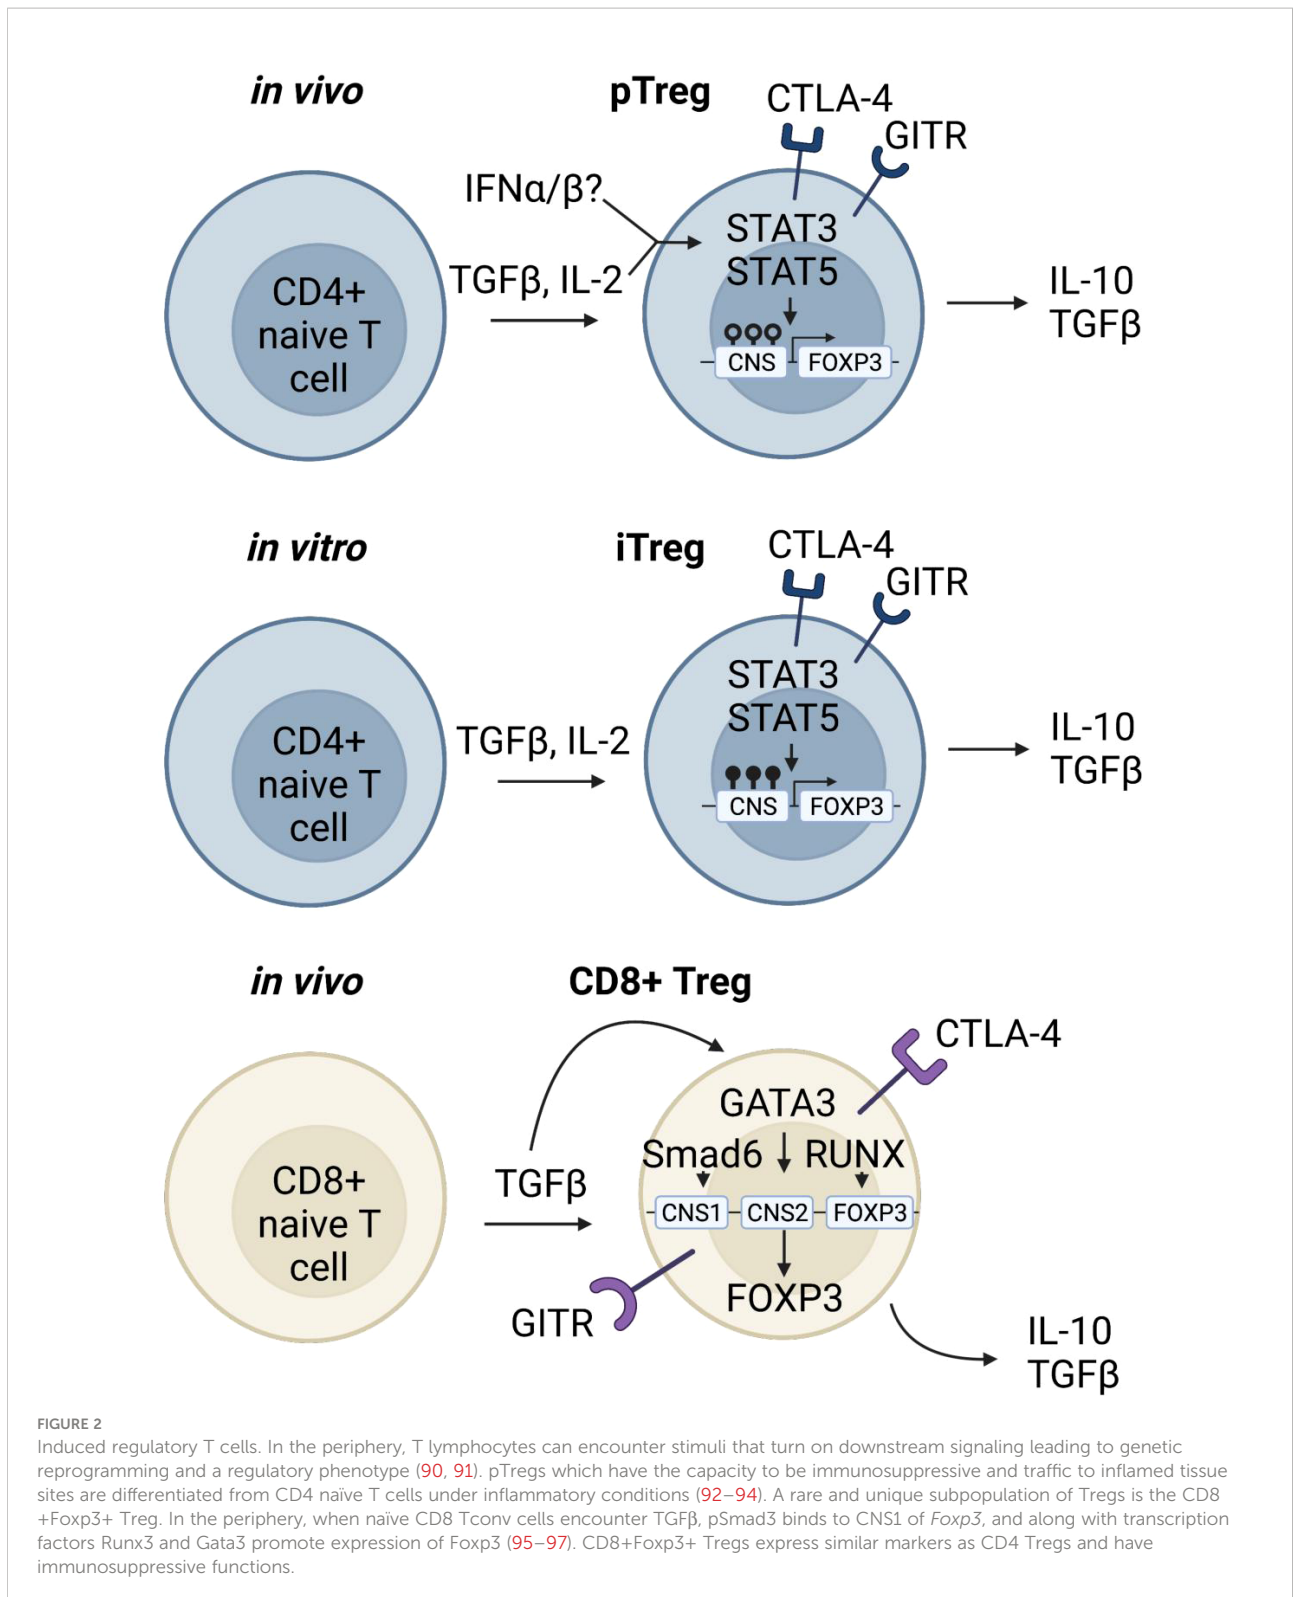 in vivo
pTreg
CTLA-4
GITR
IFNα/β?
TGFβ, IL-2
CD4+
naive T
cell
STAT3
STAT5
CNS
FOXP3
IL-10
TGFβ
in vitro
iTreg
CTLA-4
GITR
TGFβ, IL-2
CD4+
naive T
cell
STAT3
STAT5
CNS
FOXP3
IL-10
TGFβ
in vivo
CD8+ Treg
CTLA-4
CD8+
naive T
cell
TGFβ
GATA3
Smad6
RUNX
CNS1
CNS2
FOXP3
FOXP3
GITR
IL-10
TGFβ
FIGURE 2
Induced regulatory T cells. In the periphery, T lymphocytes can encounter stimuli that turn on downstream signaling leading to genetic
reprogramming and a regulatory phenotype (90, 91). pTregs which have the capacity to be immunosuppressive and traffic to inflamed tissue
sites are differentiated from CD4 naïve T cells under inflammatory conditions (92–94). A rare and unique subpopulation of Tregs is the CD8
+Foxp3+ Treg. In the periphery, when naïve CD8 Tconv cells encounter TGFβ, pSmad3 binds to CNS1 of Foxp3, and along with transcription
factors Runx3 and Gata3 promote expression of Foxp3 (95–97). CD8+Foxp3+ Tregs express similar markers as CD4 Tregs and have
immunosuppressive functions.